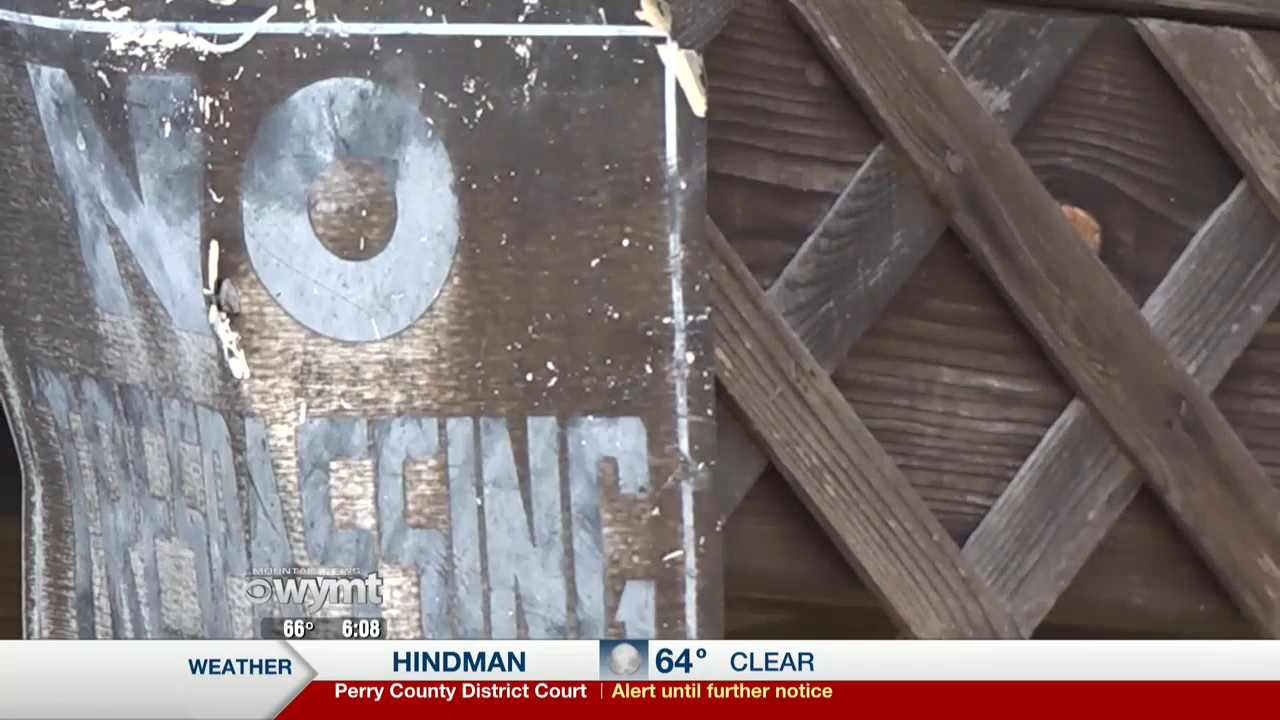 NO
TRESPASSING
MOUNTAIN NEWS
wymt
66° 6:08
WEATHER HINDMAN 64° CLEAR
Perry County District Court | Alert until further notice